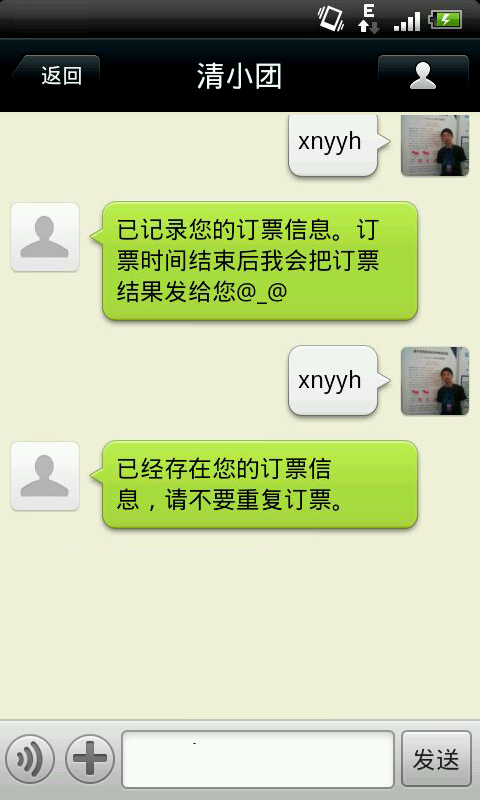 E
返回
清小团
xnyyh
已记录您的订票信息。订
票时间结束后我会把订票
结果发给您@_@
xnyyh
已经存在您的订票信
息，请不要重复订票。
发送